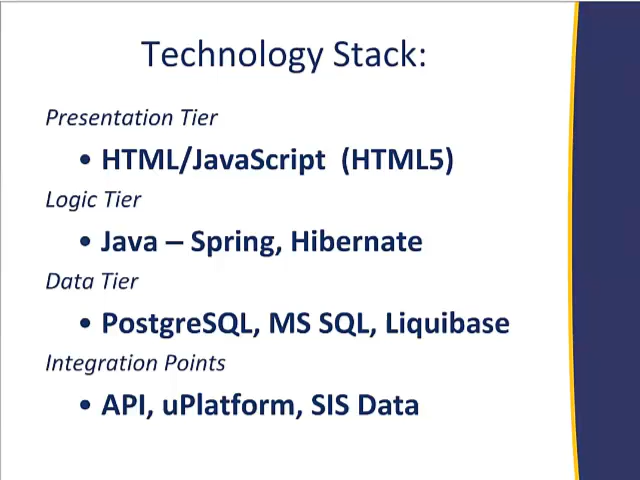 Technology Stack:
Presentation Tier
• HTML/JavaScript (HTML5)
Logic Tier
• Java – Spring, Hibernate
Data Tier
• PostgreSQL, MS SQL, Liquibase
Integration Points
• API, uPlatform, SIS Data